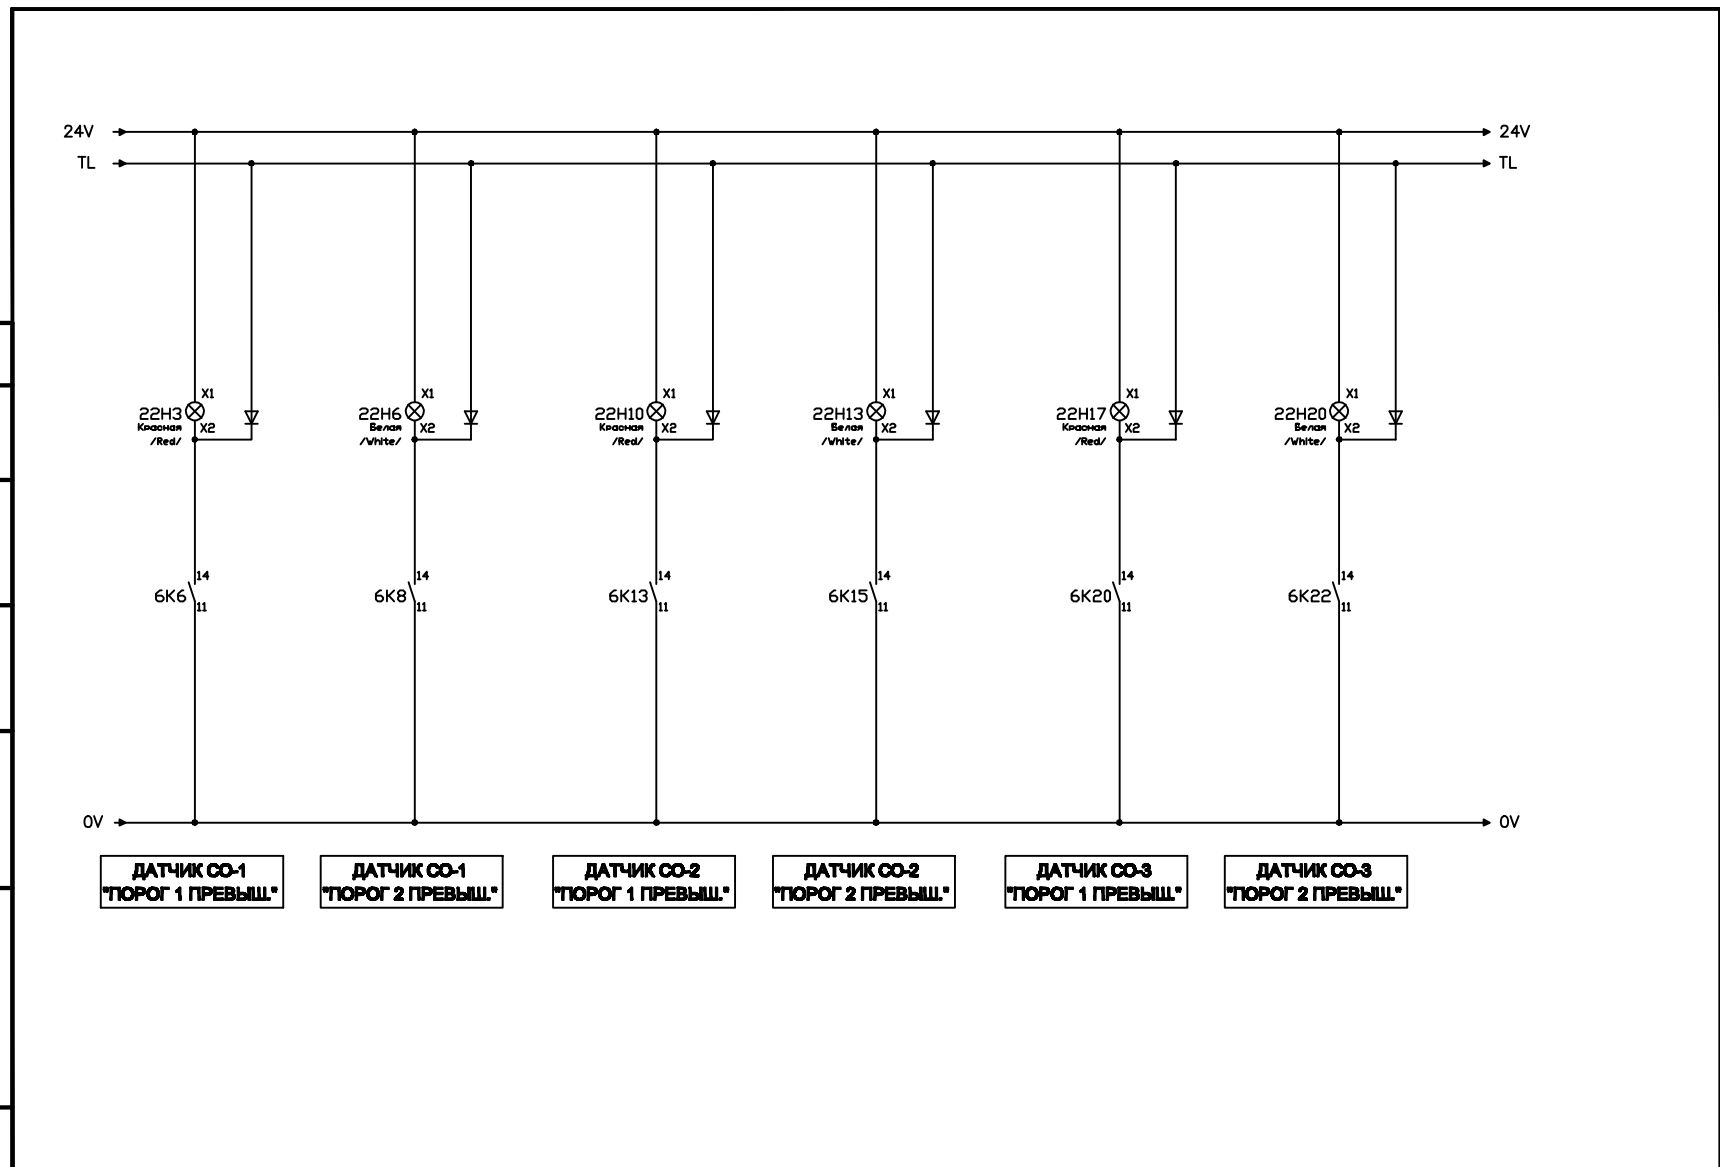 24V
24V
TL
TL
X1
X1
X1
X1
X1
X1
22H3
22H6
22H10
22H13
22H17
22H20
X2
X2
X2
X2
X2
X2
Красная
Белая
Красная
Белая
Красная
Белая
/Red/
/White/
/Red/
/White/
/Red/
/White/
14
14
14
14
14
14
6K6
6K8
6K13
6K15
6K20
6K22
11
11
11
11
11
11
0V
0V
ДАТЧИК СО-1
"ПОРОГ 1 ПРЕВЫШ."
ДАТЧИК СО-1
"ПОРОГ 2 ПРЕВЫШ."
ДАТЧИК СО-2
"ПОРОГ 1 ПРЕВЫШ."
ДАТЧИК СО-2
"ПОРОГ 2 ПРЕВЫШ."
ДАТЧИК СО-3
"ПОРОГ 1 ПРЕВЫШ."
ДАТЧИК СО-3
"ПОРОГ 2 ПРЕВЫШ."